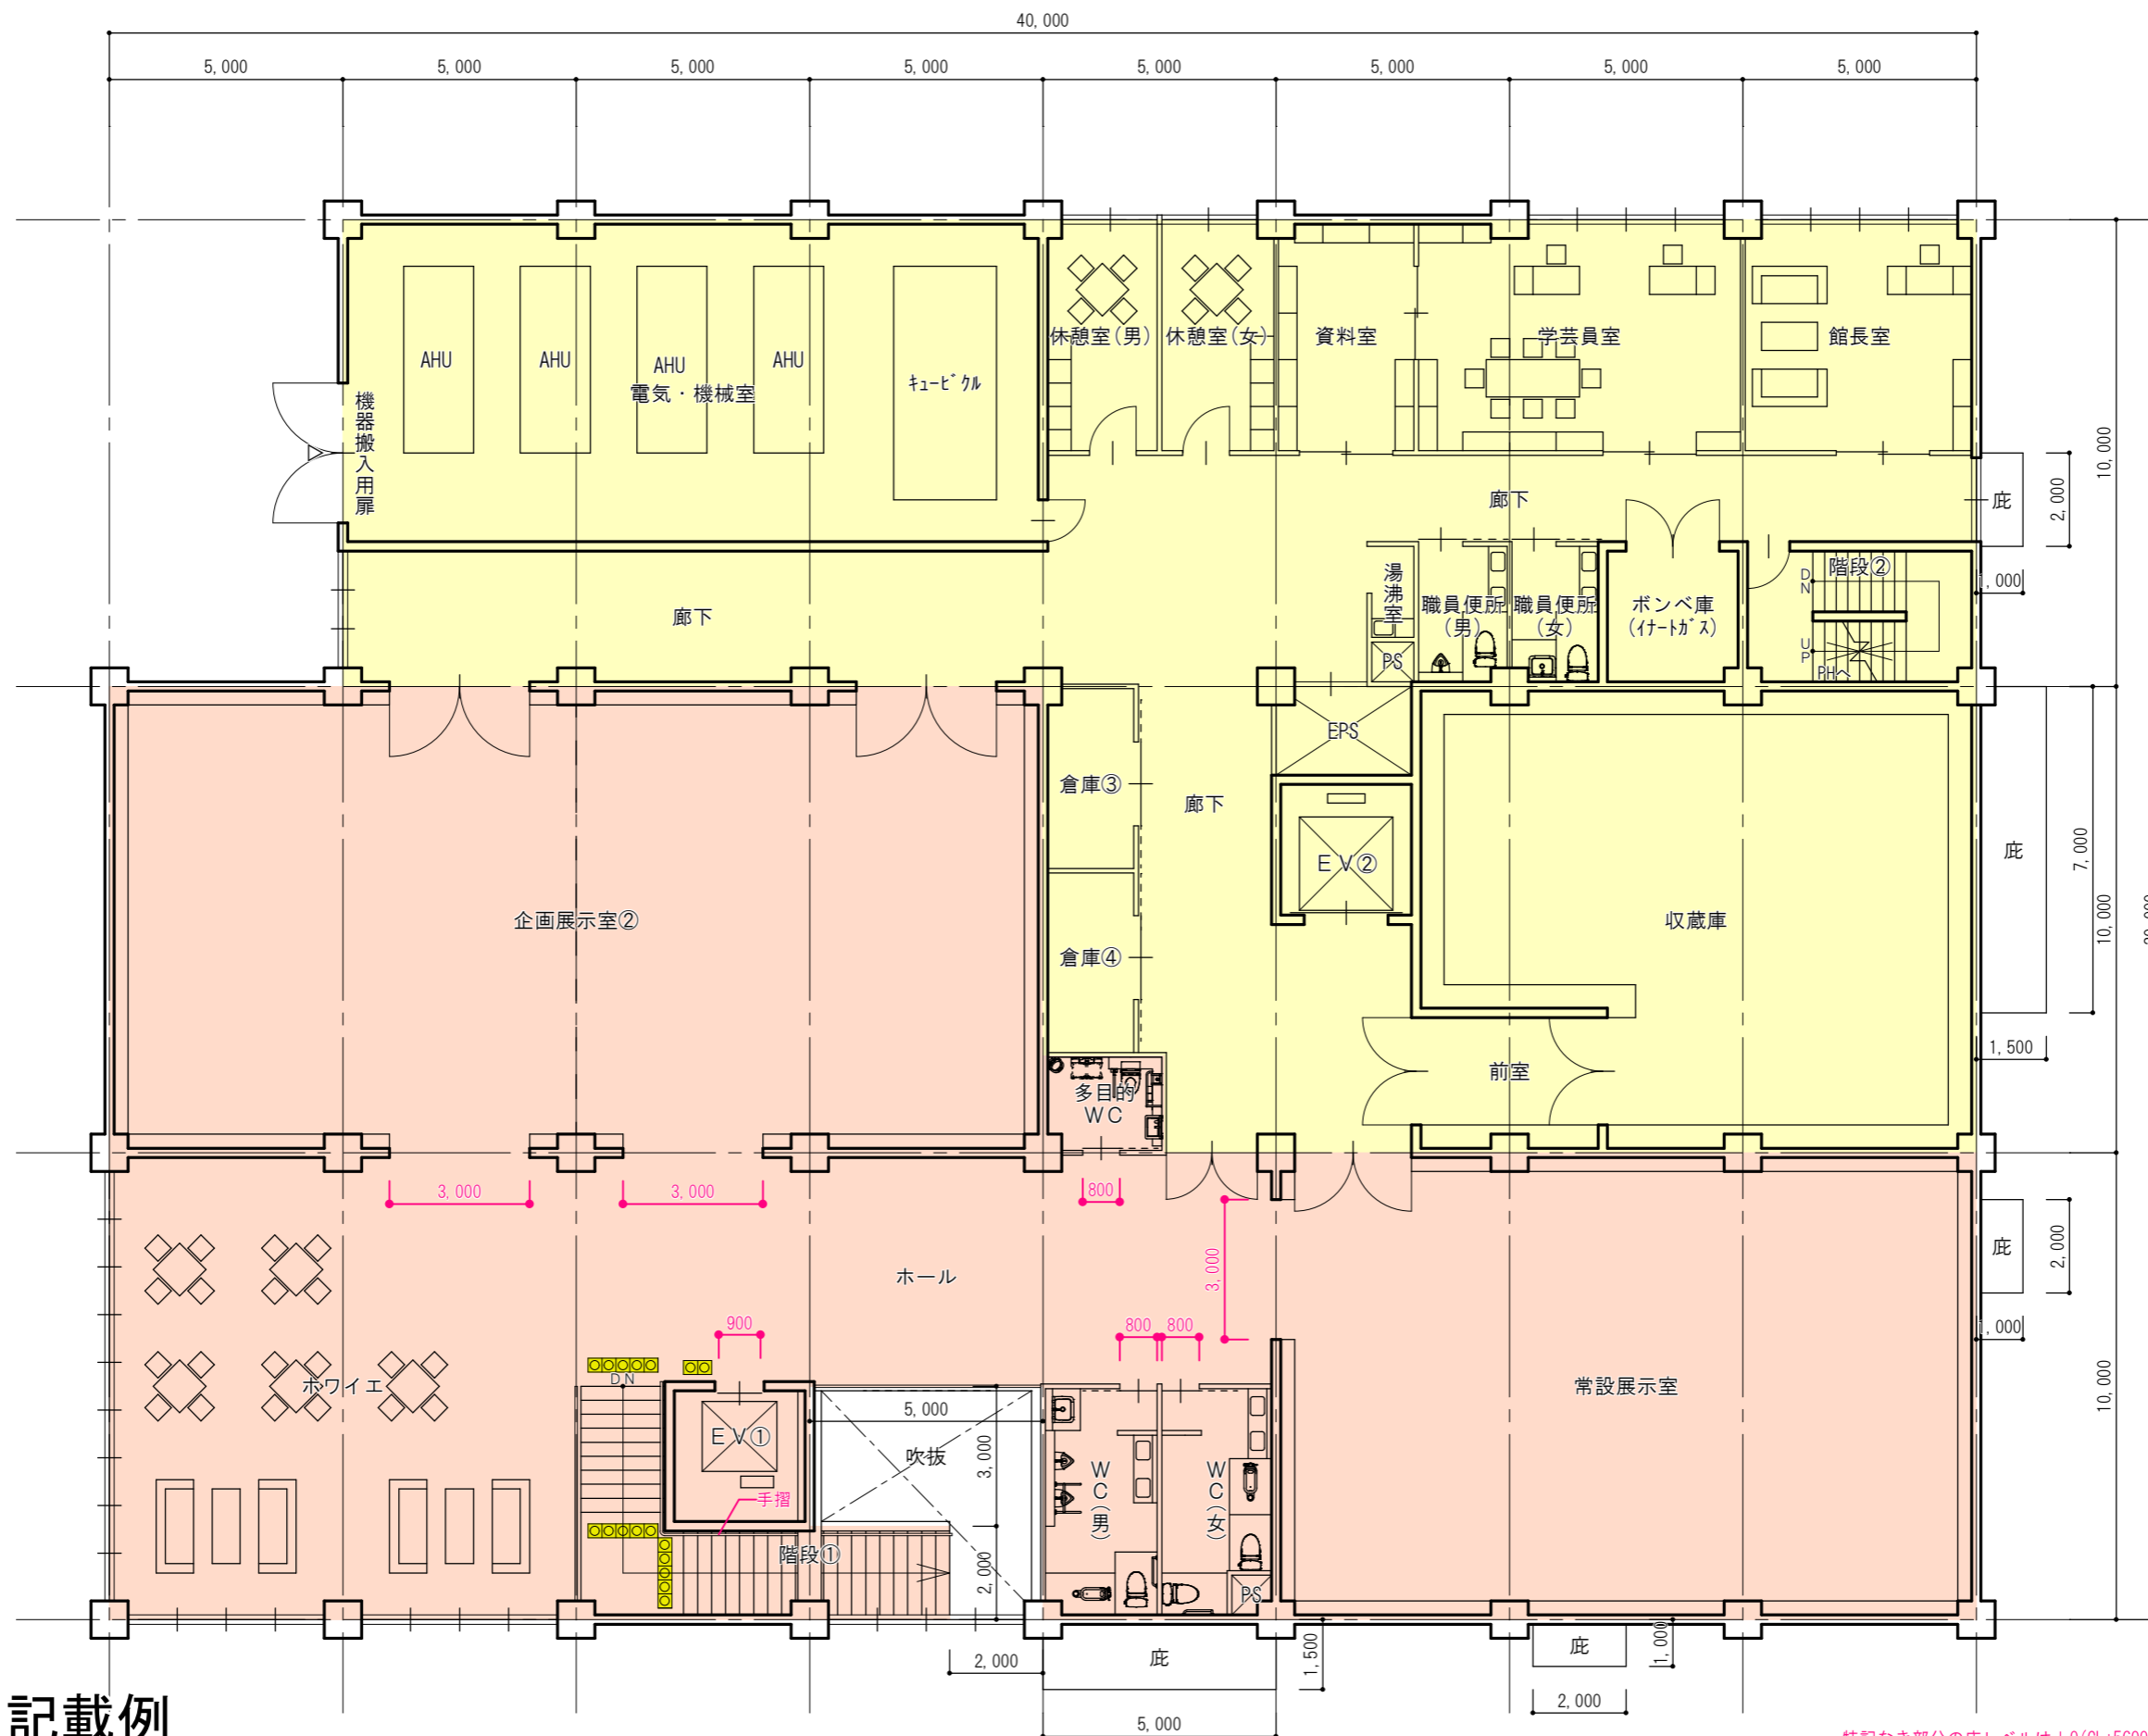 40,000
5,000 5,000 5,000 5,000 5,000 5,000 5,000 5,000
AHU AHU AHU AHU
電気・機械室
キュービクル
機器搬入用扉
休憩室(男) 休憩室(女) 資料室 学芸員室 館長室
10,000
2,000
庇
1,000
廊下
廊下
湯沸室
職員便所
(男)
職員便所
(女)
ボンベ庫
(イナートガス)
階段②
DN
UP
PHへ
PS
EPS
倉庫③
廊下
EV②
企画展示室②
倉庫④
収蔵庫
庇
7,000
10,000
1,500
前室
多目的
WC
3,000 3,000 800
3,000
ホール
庇
2,000
1,000
900
800 800
DN
ホワイエ
EV①
5,000
吹抜
3,000
手摺
階段①
2,000
WC(男)
WC(女)
PS
常設展示室
10,000
2,000
庇
1,500
5,000
庇
1,000
2,000
記載例